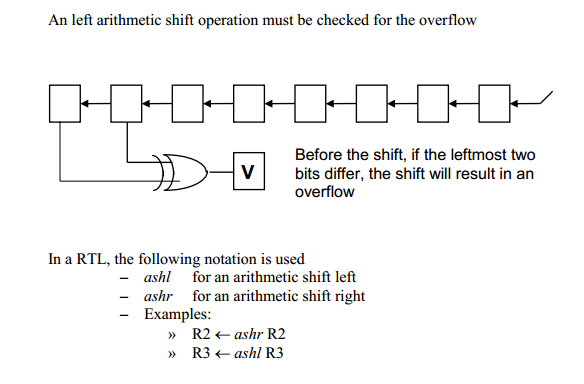 An left arithmetic shift operation must be checked for the overflow
V
Before the shift, if the leftmost two
bits differ, the shift will result in an
overflow
In a RTL, the following notation is used
– ashl for an arithmetic shift left
– ashr for an arithmetic shift right
– Examples:
» R2 ← ashr R2
» R3 ← ashl R3